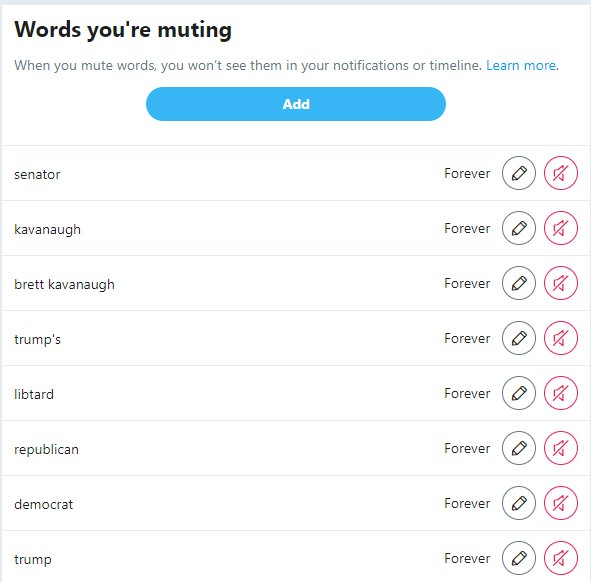 Words you're muting
When you mute words, you won't see them in your notifications or timeline. Learn more.
Add
senator Forever
kavanaugh Forever
brett kavanaugh Forever
trump's Forever
libtard Forever
republican Forever
democrat Forever
trump Forever